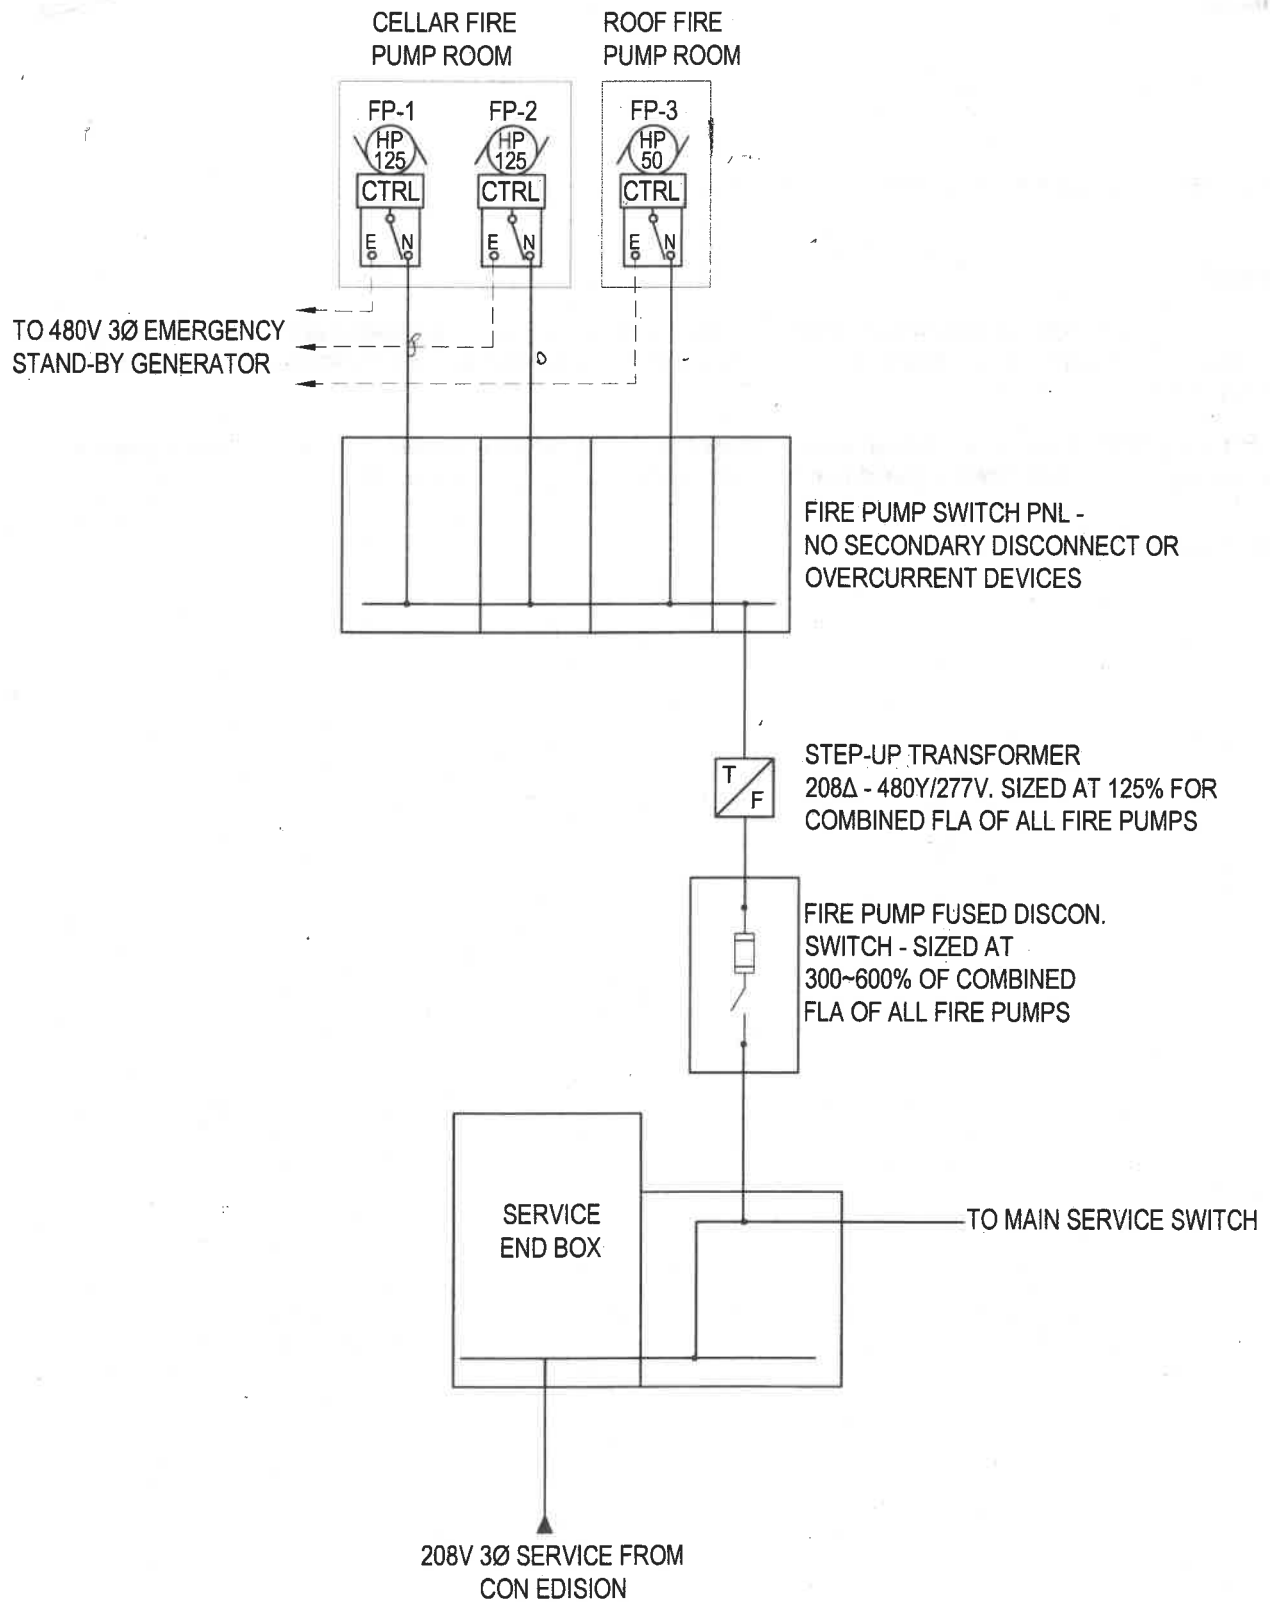 CELLAR FIRE
PUMP ROOM
ROOF FIRE
PUMP ROOM
FP-1
HP
125
CTRL
E N
FP-2
HP
125
CTRL
E N
FP-3
HP
50
CTRL
E N
TO 480V 3Ø EMERGENCY
STAND-BY GENERATOR
FIRE PUMP SWITCH PNL -
NO SECONDARY DISCONNECT OR
OVERCURRENT DEVICES
T
F
STEP-UP TRANSFORMER
208Δ - 480Y/277V. SIZED AT 125% FOR
COMBINED FLA OF ALL FIRE PUMPS
FIRE PUMP FUSED DISCON.
SWITCH - SIZED AT
300~600% OF COMBINED
FLA OF ALL FIRE PUMPS
SERVICE
END BOX
TO MAIN SERVICE SWITCH
208V 3Ø SERVICE FROM
CON EDISION